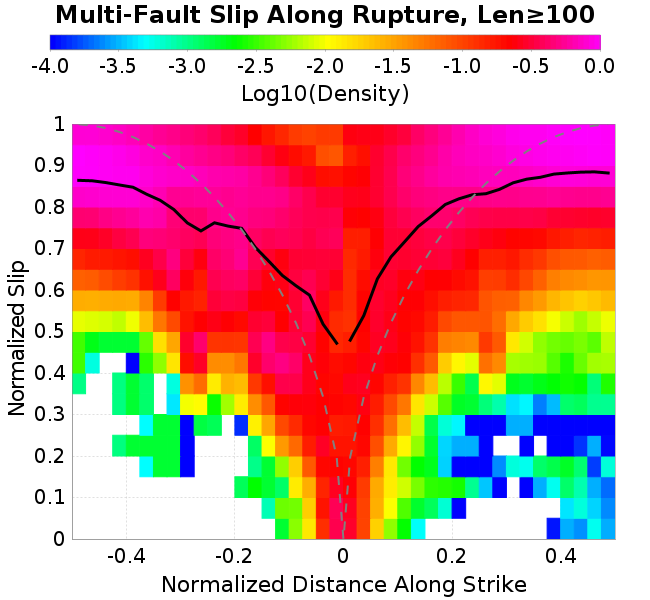 Multi-Fault Slip Along Rupture, Len≥100
-4.0 -3.5 -3.0 -2.5 -2.0 -1.5 -1.0 -0.5 0.0
Log10(Density)
1
0.9
0.8
0.7
0.6
0.5
0.4
0.3
0.2
0.1
0
Normalized Slip
-0.4 -0.2 0 0.2 0.4
Normalized Distance Along Strike